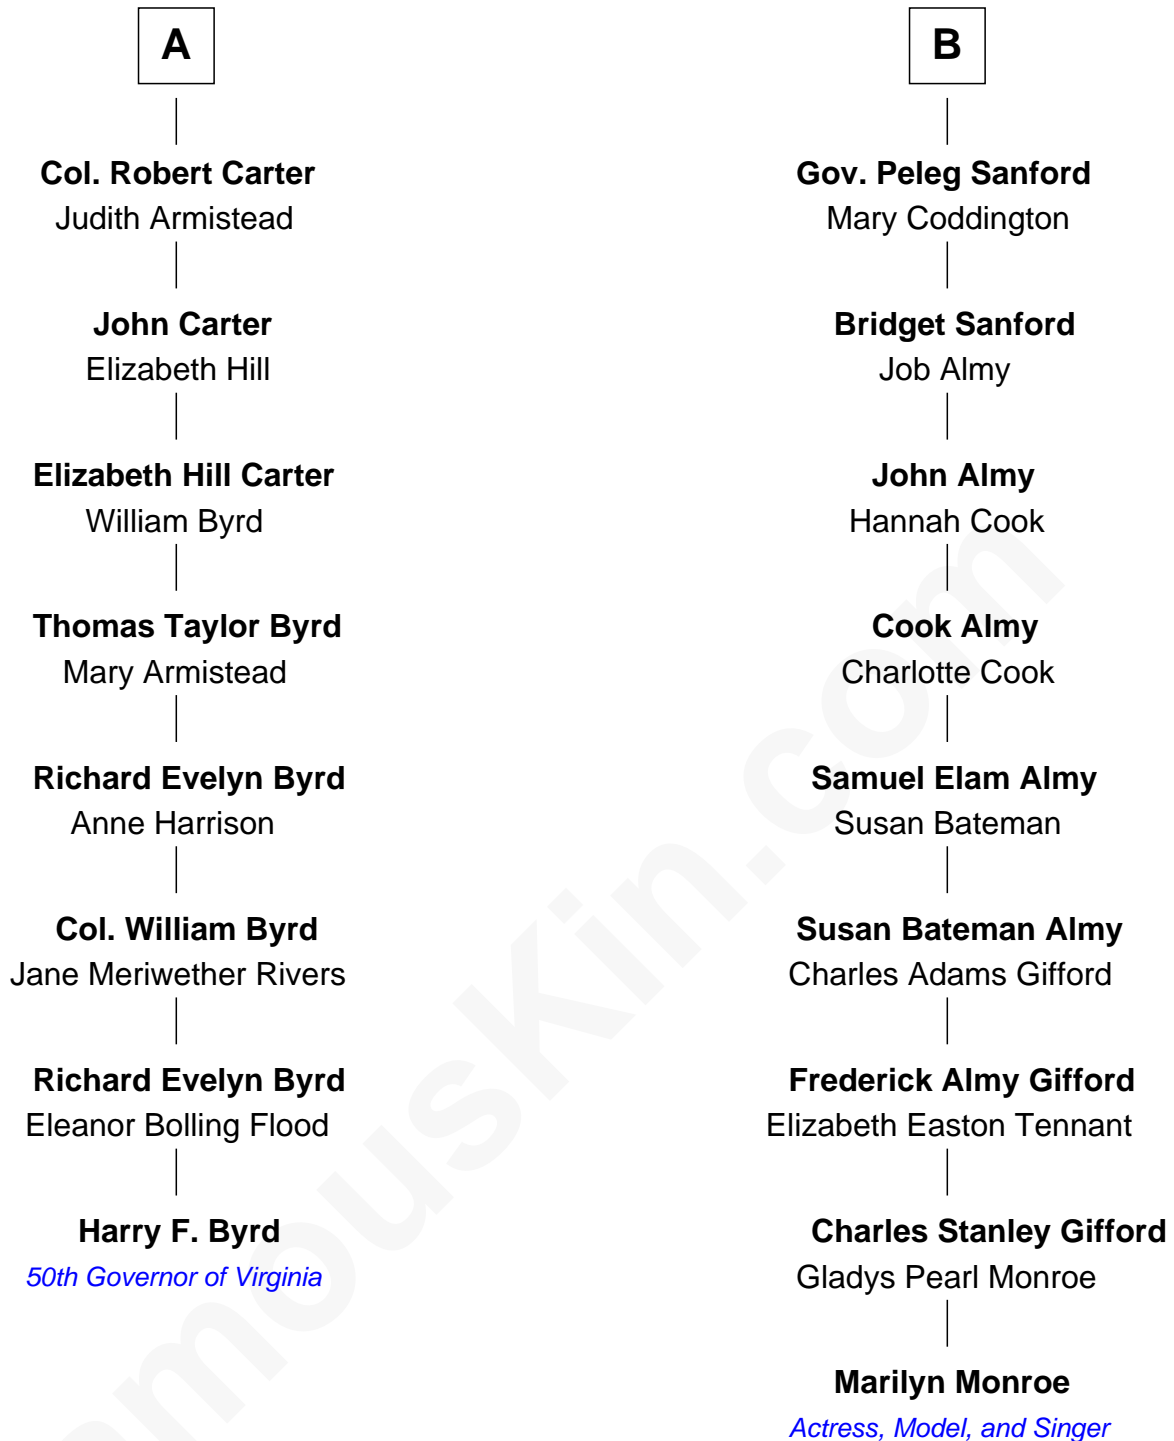 A
Col. Robert Carter
Judith Armistead
John Carter
Elizabeth Hill
Elizabeth Hill Carter
William Byrd
Thomas Taylor Byrd
Mary Armistead
Richard Evelyn Byrd
Anne Harrison
Col. William Byrd
Jane Meriwether Rivers
Richard Evelyn Byrd
Eleanor Bolling Flood
Harry F. Byrd
50th Governor of Virginia
B
Gov. Peleg Sanford
Mary Coddington
Bridget Sanford
Job Almy
John Almy
Hannah Cook
Cook Almy
Charlotte Cook
Samuel Elam Almy
Susan Bateman
Susan Bateman Almy
Charles Adams Gifford
Frederick Almy Gifford
Elizabeth Easton Tennant
Charles Stanley Gifford
Gladys Pearl Monroe
Marilyn Monroe
Actress, Model, and Singer
amouskin.com